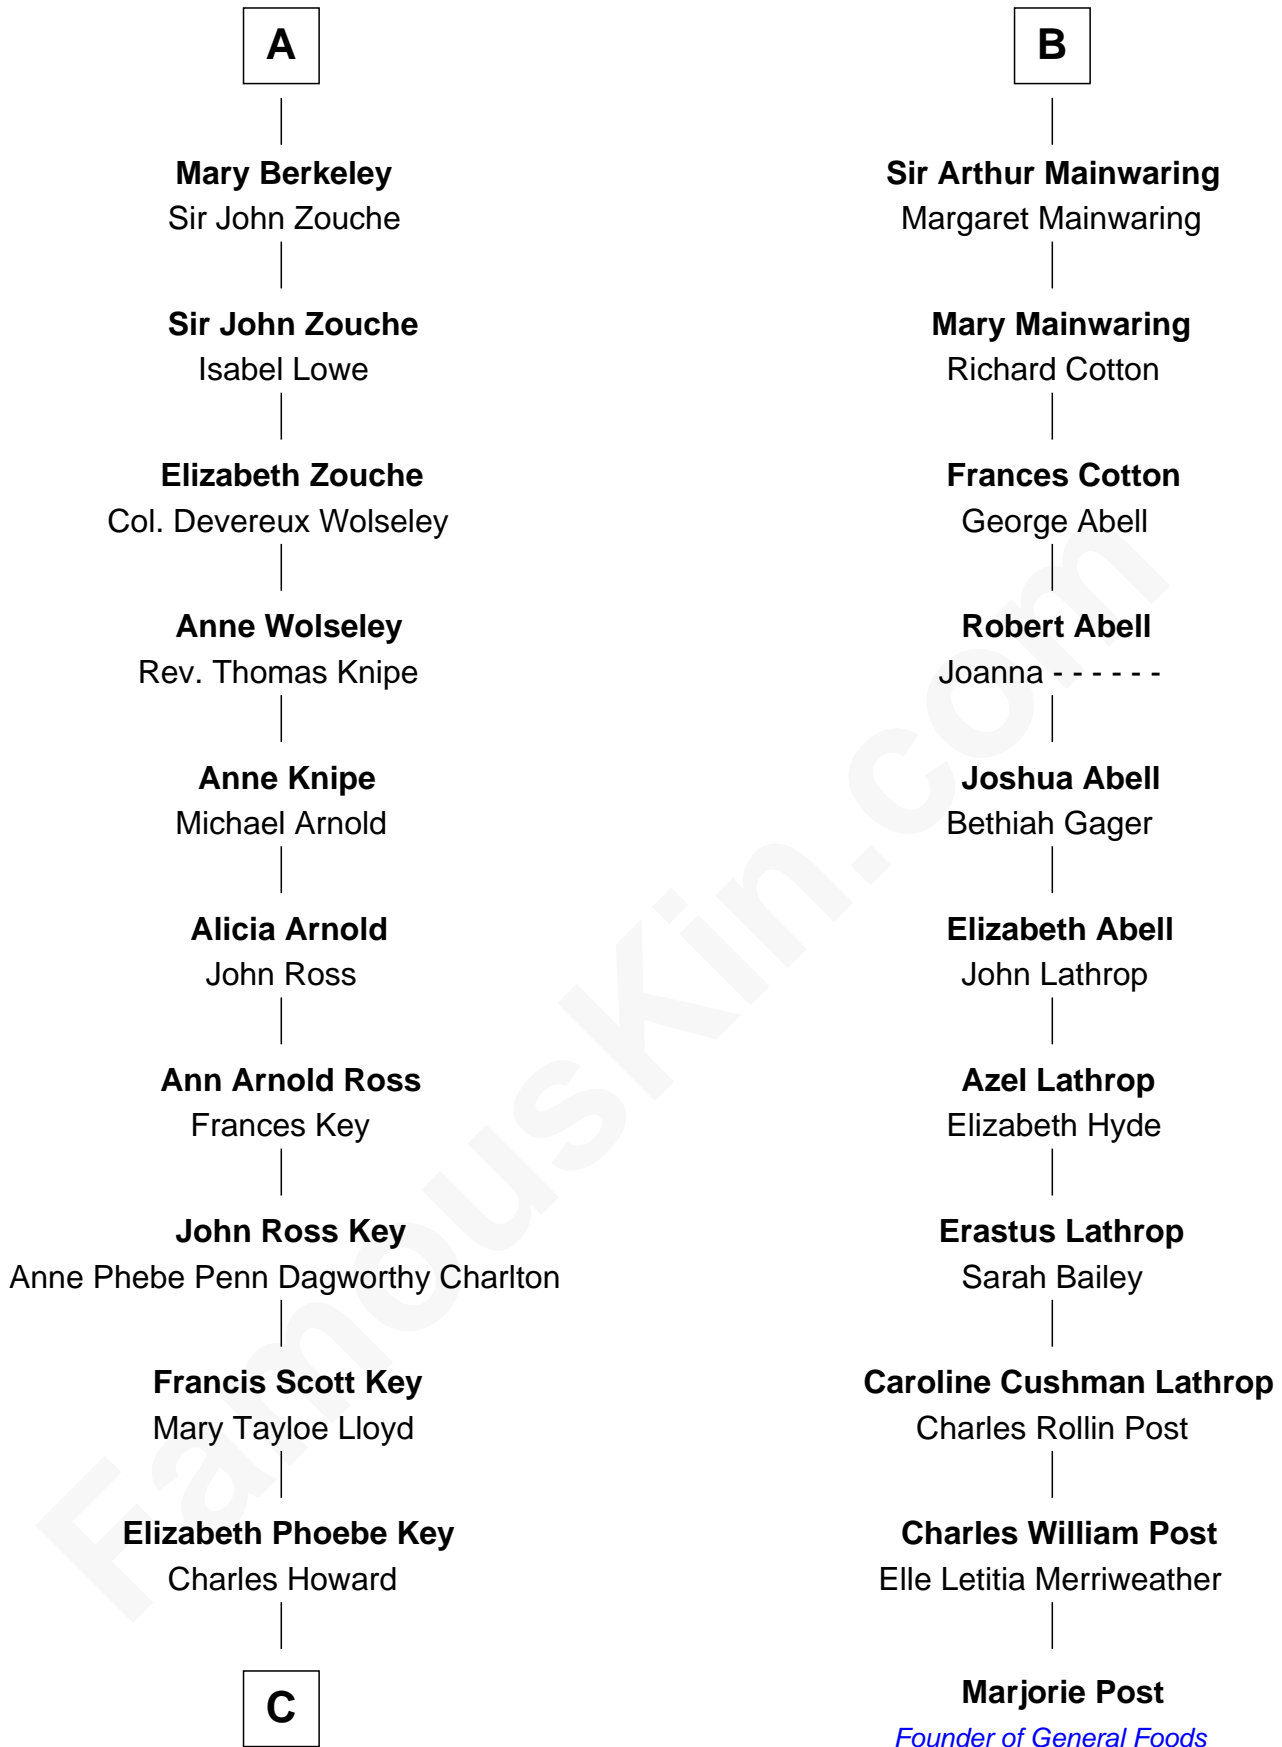 A
Mary Berkeley
Sir John Zouche
Sir John Zouche
Isabel Lowe
Elizabeth Zouche
Col. Devereux Wolseley
Anne Wolseley
Rev. Thomas Knipe
Anne Knipe
Michael Arnold
Alicia Arnold
John Ross
Ann Arnold Ross
Frances Key
John Ross Key
Anne Phebe Penn Dagworthy Charlton
Francis Scott Key
Mary Tayloe Lloyd
Elizabeth Phoebe Key
Charles Howard
C
B
Sir Arthur Mainwaring
Margaret Mainwaring
Mary Mainwaring
Richard Cotton
Frances Cotton
George Abell
Robert Abell
Joanna - - - - - -
Joshua Abell
Bethiah Gager
Elizabeth Abell
John Lathrop
Azel Lathrop
Elizabeth Hyde
Erastus Lathrop
Sarah Bailey
Caroline Cushman Lathrop
Charles Rollin Post
Charles William Post
Elle Letitia Merriweather
Marjorie Post
Founder of General Foods
FamousKin.com